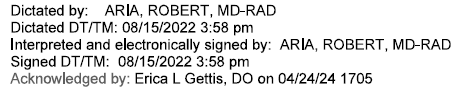 Dictated by: ARIA, ROBERT, MD-RAD
Dictated DT/TM: 08/15/2022 3:58 pm
Interpreted and electronically signed by: ARIA, ROBERT, MD-RAD
Signed DT/TM: 08/15/2022 3:58 pm
Acknowledged by: Erica L Gettis, DO on 04/24/24 1705